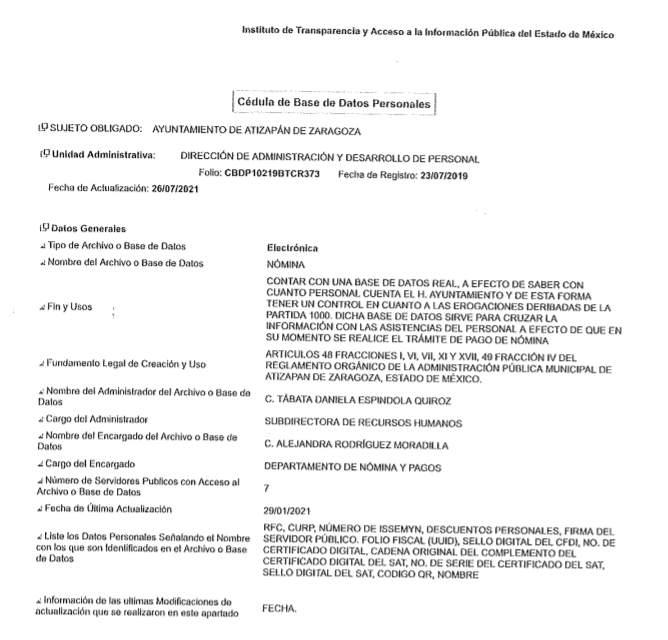 Instituto de Transparencia y Acceso a la Información Pública del Estado de México
Cédula de Base de Datos Personales
SUJETO OBLIGADO: AYUNTAMIENTO DE ATIZAPÁN DE ZARAGOZA
Unidad Administrativa: DIRECCIÓN DE ADMINISTRACIÓN Y DESARROLLO DE PERSONAL
Folio: CBDP10219BTCR373 Fecha de Registro: 23/07/2019
Fecha de Actualización: 26/07/2021
Datos Generales
Tipo de Archivo o Base de Datos Electrónica
Nombre del Archivo o Base de Datos NÓMINA
Fin y Usos
CONTAR CON UNA BASE DE DATOS REAL, A EFECTO DE SABER CON
CUANTO PERSONAL CUENTA EL H. AYUNTAMIENTO Y DE ESTA FORMA
TENER UN CONTROL EN CUANTO A LAS EROGACIONES DERIBADAS DE LA
PARTIDA 1000. DICHA BASE DE DATOS SIRVE PARA CRUZAR LA
INFORMACIÓN CON LAS ASISTENCIAS DEL PERSONAL A EFECTO DE QUE EN
SU MOMENTO SE REALICE EL TRÁMITE DE PAGO DE NÓMINA
Fundamento Legal de Creación y Uso
ARTICULOS 48 FRACCIONES I, VI, VII, XI Y XVII, 49 FRACCIÓN IV DEL
REGLAMENTO ORGÁNICO DE LA ADMINISTRACIÓN PÚBLICA MUNICIPAL DE
ATIZAPAN DE ZARAGOZA, ESTADO DE MÉXICO.
Nombre del Administrador del Archivo o Base de
Datos
C. TÁBATA DANIELA ESPINDOLA QUIROZ
Cargo del Administrador SUBDIRECTORA DE RECURSOS HUMANOS
Nombre del Encargado del Archivo o Base de
Datos
C. ALEJANDRA RODRÍGUEZ MORADILLA
Cargo del Encargado DEPARTAMENTO DE NÓMINA Y PAGOS
Número de Servidores Publicos con Acceso al
Archivo o Base de Datos
7
Fecha de Última Actualización 29/01/2021
Liste los Datos Personales Señalando el Nombre
con los que son Identificados en el Archivo o Base
de Datos
RFC, CURP, NÚMERO DE ISSEMYN, DESCUENTOS PERSONALES, FIRMA DEL
SERVIDOR PÚBLICO. FOLIO FISCAL (UUID), SELLO DIGITAL DEL CFDI, NO. DE
CERTIFICADO DIGITAL, CADENA ORIGINAL DEL COMPLEMENTO DEL
CERTIFICADO DIGITAL DEL SAT, NO. DE SERIE DEL CERTIFICADO DEL SAT,
SELLO DIGITAL DEL SAT, CODIGO QR, NOMBRE
Información de las ultimas Modificaciones de
actualización que se realizaron en este apartado
FECHA.